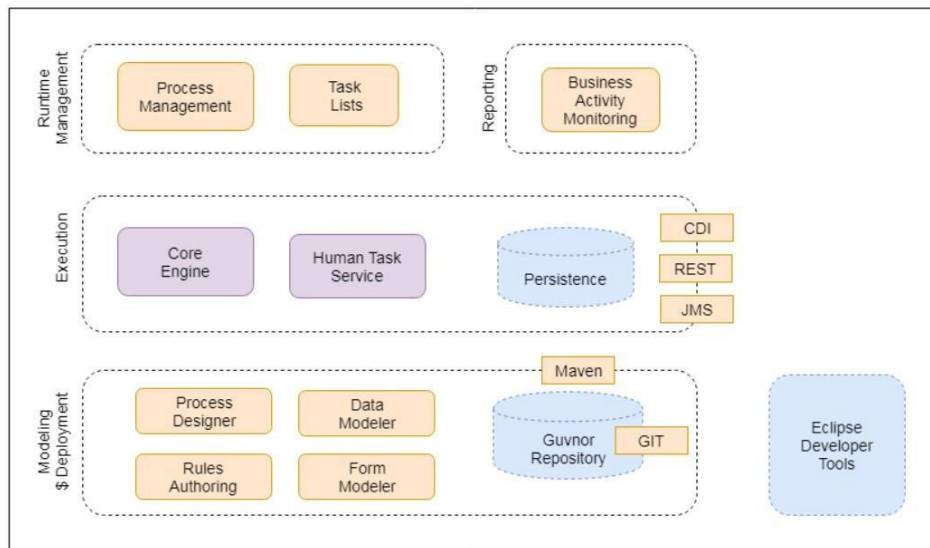 Runtime
Management
Process
Management
Task
Lists
Reporting
Business
Activity
Monitoring
Execution
Core
Engine
Human Task
Service
Persistence
CDI
REST
JMS
Modeling
$ Deployment
Process
Designer
Data
Modeler
Rules
Authoring
Form
Modeler
Maven
Guvnor
Repository
GIT
Eclipse
Developer
Tools